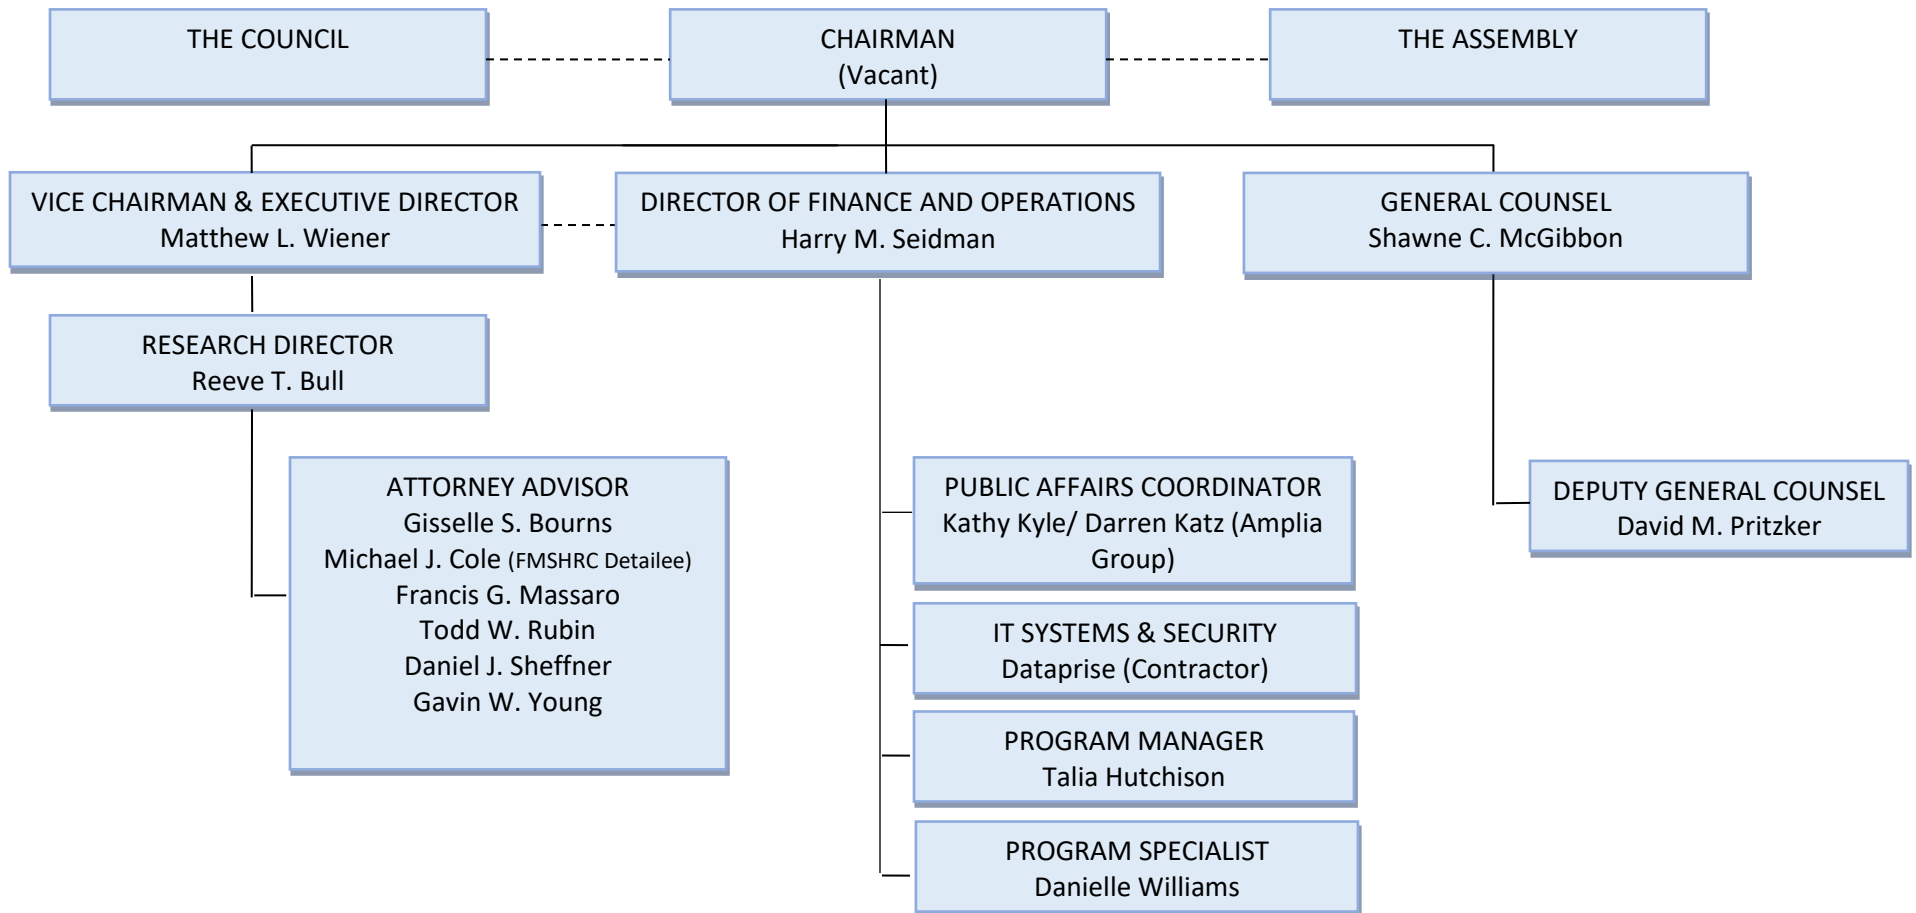 THE COUNCIL
CHAIRMAN
(Vacant)
THE ASSEMBLY
VICE CHAIRMAN & EXECUTIVE DIRECTOR
Matthew L. Wiener
DIRECTOR OF FINANCE AND OPERATIONS
Harry M. Seidman
GENERAL COUNSEL
Shawne C. McGibbon
RESEARCH DIRECTOR
Reeve T. Bull
ATTORNEY ADVISOR
Gisselle S. Bourns
Michael J. Cole (FMSHRC Detailee)
Francis G. Massaro
Todd W. Rubin
Daniel J. Sheffner
Gavin W. Young
PUBLIC AFFAIRS COORDINATOR
Kathy Kyle/ Darren Katz (Amplia
Group)
IT SYSTEMS & SECURITY
Dataprise (Contractor)
PROGRAM MANAGER
Talia Hutchison
PROGRAM SPECIALIST
Danielle Williams
DEPUTY GENERAL COUNSEL
David M. Pritzker